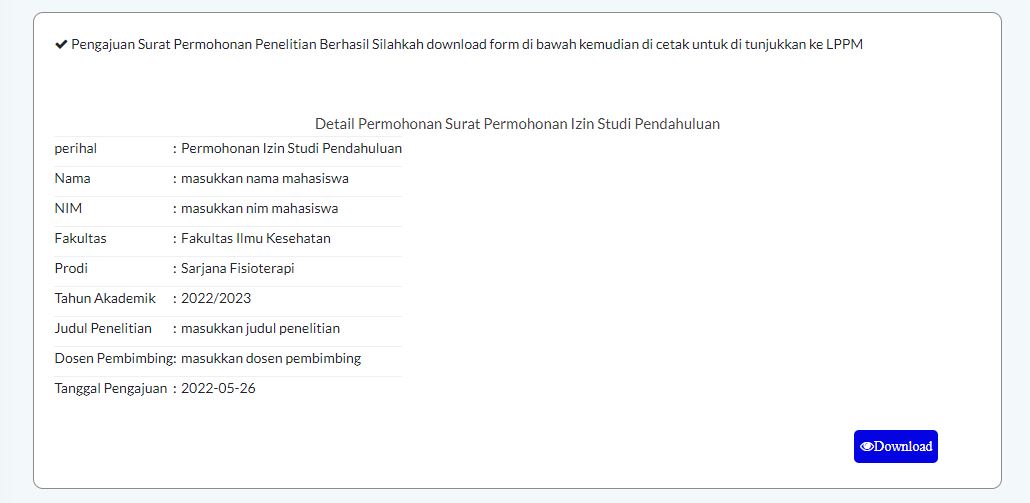 ✔ Pengajuan Surat Permohonan Penelitian Berhasil Silahkah download form di bawah kemudian di cetak untuk di tunjukkan ke LPPM
Detail Permohonan Surat Permohonan Izin Studi Pendahuluan
perihal : Permohonan Izin Studi Pendahuluan
Nama : masukkan nama mahasiswa
NIM : masukkan nim mahasiswa
Fakultas : Fakultas Ilmu Kesehatan
Prodi : Sarjana Fisioterapi
Tahun Akademik : 2022/2023
Judul Penelitian : masukkan judul penelitian
Dosen Pembimbing: masukkan dosen pembimbing
Tanggal Pengajuan : 2022-05-26
Download